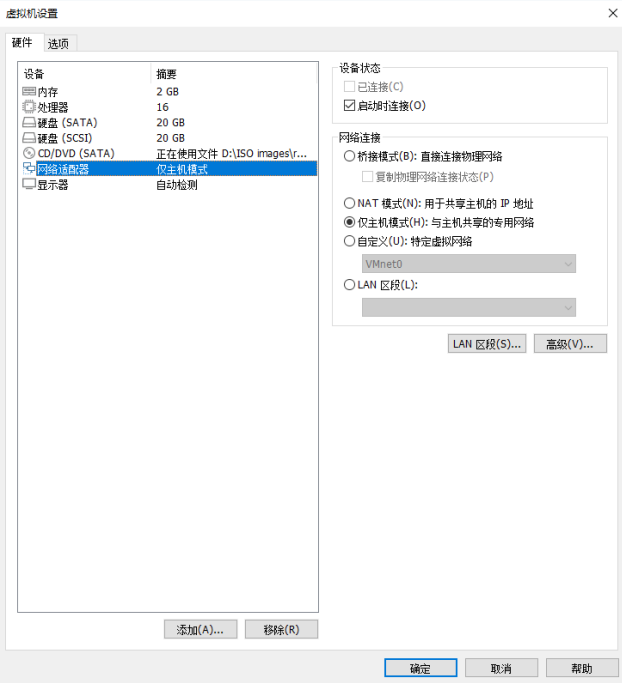 虚拟机设置
硬件 选项
设备 摘要
内存 2 GB
处理器 16
硬盘 (SATA) 20 GB
硬盘 (SCSI) 20 GB
CD/DVD (SATA) 正在使用文件 D:\ISO images\r...
网络适配器 仅主机模式
显示器 自动检测
添加(A)... 移除(R)
设备状态
已连接(C)
启动时连接(O)
网络连接
桥接模式(B): 直接连接物理网络
复制物理网络连接状态(P)
NAT 模式(N): 用于共享主机的 IP 地址
仅主机模式(H): 与主机共享的专用网络
自定义(U): 特定虚拟网络
VMnet0
LAN 区段(L):
LAN 区段(S)... 高级(V)...
确定 取消 帮助